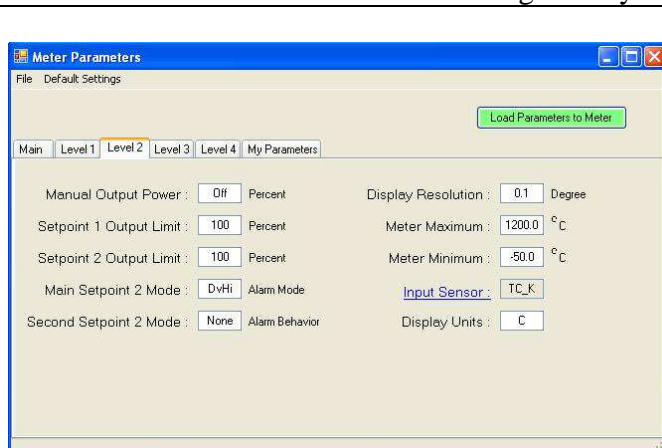 Meter Parameters
File Default Settings
Load Parameters to Meter
Main Level 1 Level 2 Level 3 Level 4 My Parameters
Manual Output Power : Off Percent
Display Resolution : 0.1 Degree
Setpoint 1 Output Limit : 100 Percent
Meter Maximum : 1200.0 °C
Setpoint 2 Output Limit : 100 Percent
Meter Minimum : -50.0 °C
Main Setpoint 2 Mode : DvHi Alarm Mode
Input Sensor : TC_K
Second Setpoint 2 Mode : None Alarm Behavior
Display Units : C